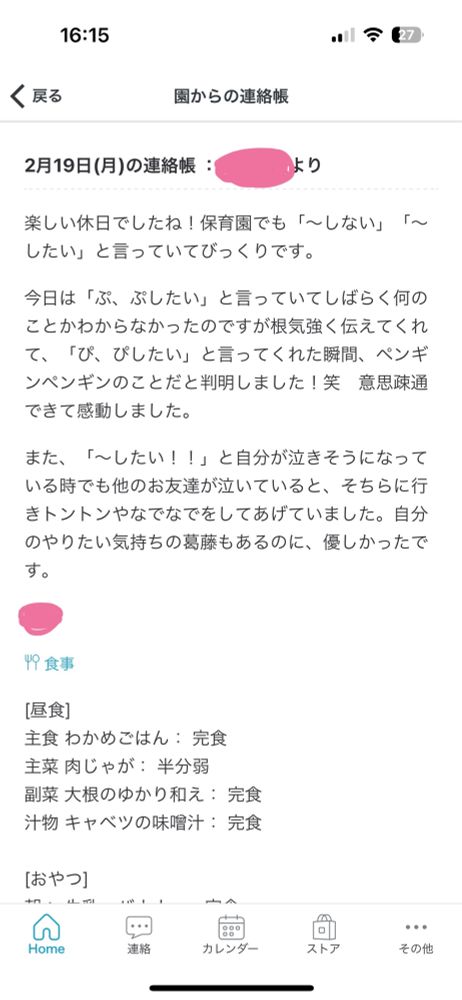 16:15
27
戻る
園からの連絡帳
2月19日(月)の連絡帳 ： より
楽しい休日でしたね！保育園でも「〜しない」「〜
したい」と言っていてびっくりです。
今日は「ぷ、ぷしたい」と言っていてしばらく何の
ことかわからなかったのですが根気強く伝えてくれ
て、「ぴ、ぴしたい」と言ってくれた瞬間、ペンギ
ンペンギンのことだと判明しました！笑　意思疎通
できて感動しました。
また、「〜したい！！」と自分が泣きそうになって
いる時でも他のお友達が泣いていると、そちらに行
きトントンやなでなでをしてあげていました。自分
のやりたい気持ちの葛藤もあるのに、優しかったで
す。
食事
[昼食]
主食 わかめごはん： 完食
主菜 肉じゃが： 半分弱
副菜 大根のゆかり和え： 完食
汁物 キャベツの味噌汁： 完食
[おやつ]
Home
連絡
カレンダー
ストア
その他